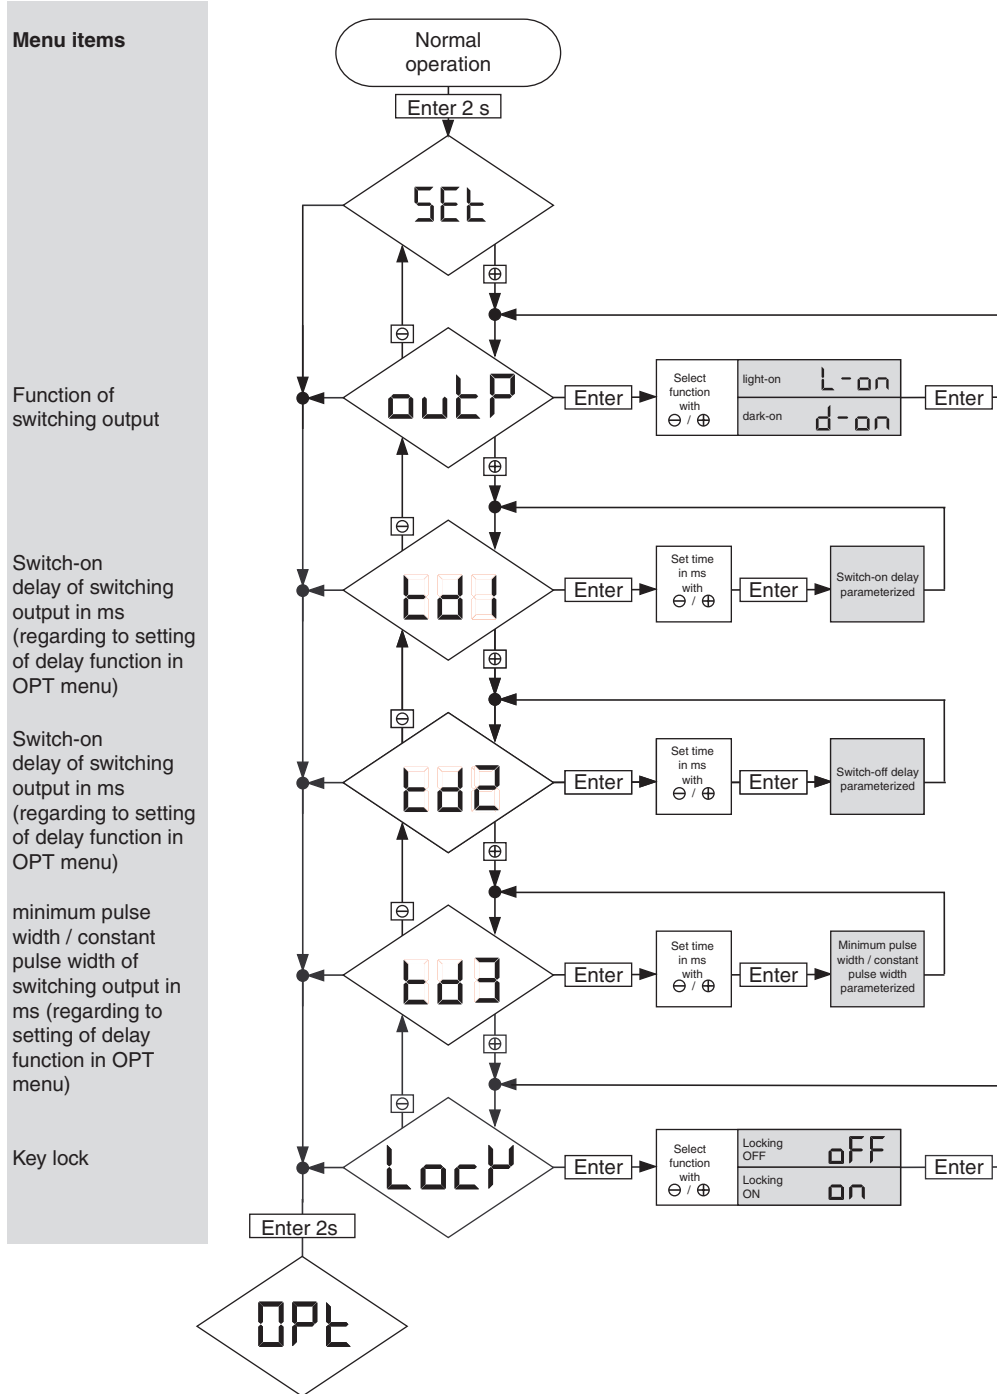 Menu items
Normal
operation
Enter 2 s
SEt
⊕
⊖
Function of
switching output
outP
Enter
Select
function
with
⊖ / ⊕
light-on
L-on
dark-on
d-on
Enter
⊕
⊖
Switch-on
delay of switching
output in ms
(regarding to setting
of delay function in
OPT menu)
td1
Enter
Set time
in ms
with
⊖ / ⊕
Enter
Switch-on delay
parameterized
⊕
⊖
Switch-on
delay of switching
output in ms
(regarding to setting
of delay function in
OPT menu)
td2
Enter
Set time
in ms
with
⊖ / ⊕
Enter
Switch-off delay
parameterized
⊕
⊖
minimum pulse
width / constant
pulse width of
switching output in
ms (regarding to
setting of delay
function in OPT
menu)
td3
Enter
Set time
in ms
with
⊖ / ⊕
Enter
Minimum pulse
width / constant
pulse width
parameterized
⊕
⊖
Key lock
LocK
Enter
Select
function
with
⊖ / ⊕
Locking
OFF
oFF
Locking
ON
on
Enter
Enter 2s
OPt